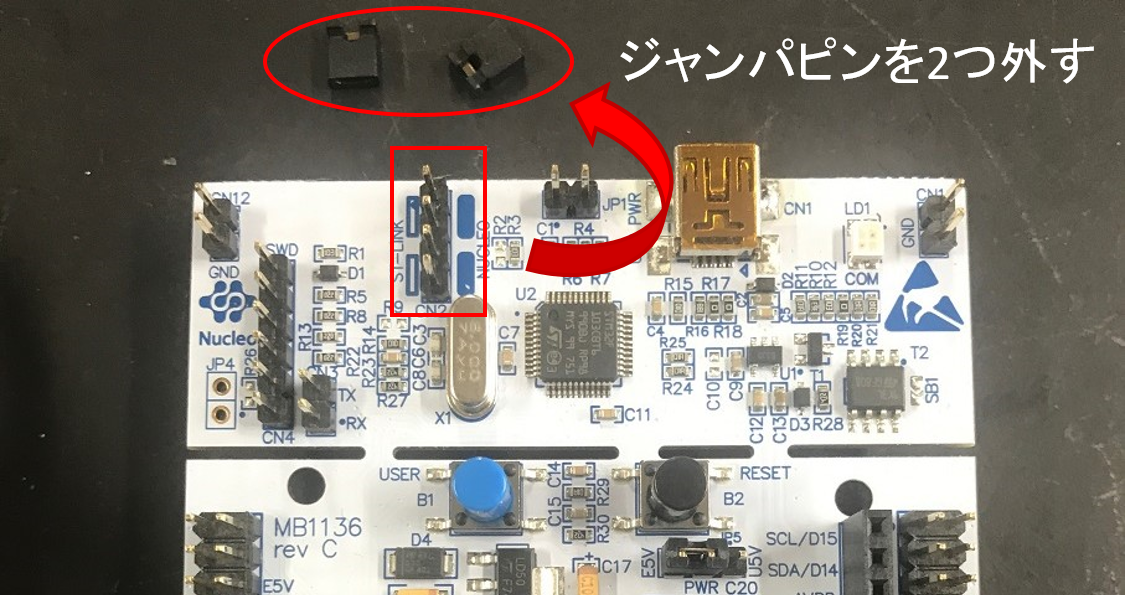 ジャンパピンを2つ外す
CN12
GND
SWD
ST-LINK
NUCLEO
CN2
R2
R3
C1
R4
JP1
PWR
CN1
LD1
COM
GND
R1
D1
R5
R8
R13
R22
R14
R23
R9
R27
C3
C6
C8
Nucleo
JP4
R26
CN3
TX
RX
CN4
X1
U2
C7
R6 R7
C11
R15 R17
C4
R16 R18
R25
R24
C10
C9
D2
R11
R10
R12
C5
R19
R20
R21
U1
T1
T2
SB1
C12
C13
D3
R28
USER
B1
C14
R29
C15
R30
RESET
B2
MB1136
rev C
E5V
D4
C17
E5V
JP5
U5V
PWR
C20
SCL/D15
SDA/D14